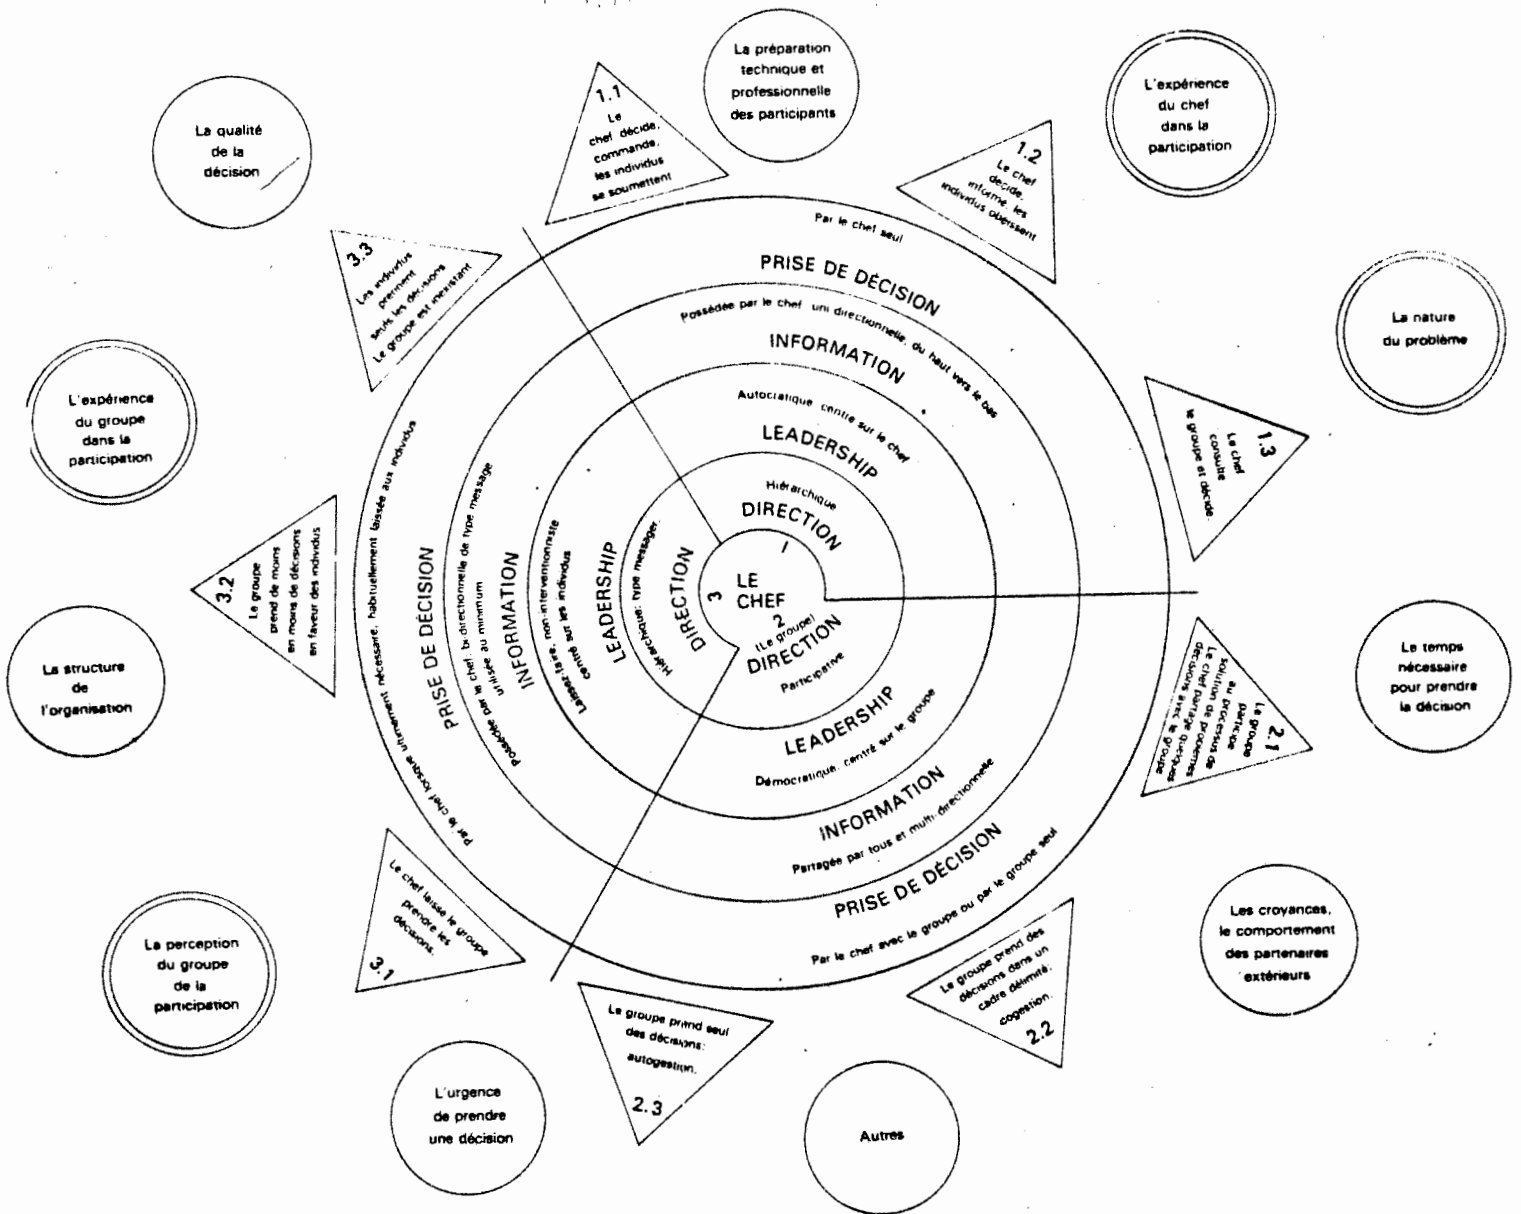 La préparation
technique et
professionnelle
des participants
L'expérience
du chef
dans la
participation
La nature
du problème
Le temps
nécessaire
pour prendre
la décision
Les croyances,
le comportement
des partenaires
extérieurs
Autres
L'urgence
de prendre
une décision
La perception
du groupe
de la
participation
La structure
de
l'organisation
L'expérience
du groupe
dans la
participation
La qualité
de la
décision
1.1
Le
chef décide,
commande,
les individus
se soumettent
1.2
Le chef
decide,
informe, les
individus obeissent
1.3
Le chef
consulte
le groupe et décide.
2.1
Le groupe
participe
au processus de
solution de problemes
Le chef partage quelques
decisions avec le groupe
Le groupe prend des
décisions dans un
cadre délimité:
cogestion.
2.2
Le groupe prend seul
des décisions:
autogestion.
2.3
Le chef laisse le groupe
prendre les
décisions.
3.1
3.2
Le groupe
prend de moins
en moins de décisions
en faveur des individus
3.3
Les individus
prennent
seuls les décisions
Le groupe est inexistant
Par le chef seul
PRISE DE DÉCISION
Possédée par le chef uni directionnelle, du haut vers le bas
INFORMATION
Autocratique centre sur le chef
LEADERSHIP
Hiérarchique
DIRECTION
1
LE
CHEF
3
2
(Le groupe)
DIRECTION
Participative
LEADERSHIP
Démocratique, centré sur le groupe
INFORMATION
Partagée par tous et multi-directionnelle
PRISE DE DÉCISION
Par le chef avec le groupe ou par le groupe seul
Par le chef lorsque ultimement nécessaire, habituellement laissée aux individus
PRISE DE DÉCISION
Possédée par le chef, bi-directionnelle de type message
utilisée au minimum
INFORMATION
Laisser-faire, non-interventionniste
centré sur les individus
LEADERSHIP
Hiérarchique: type messager.
DIRECTION